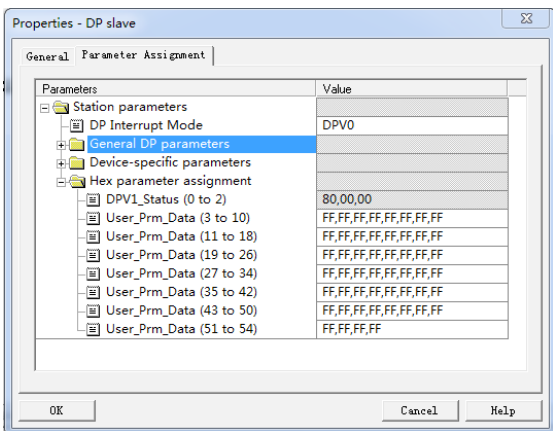 Properties - DP slave
General Parameter Assignment
Parameters Value
Station parameters
DP Interrupt Mode DPV0
General DP parameters
Device-specific parameters
Hex parameter assignment
DPV1_Status (0 to 2) 80,00,00
User_Prm_Data (3 to 10) FF,FF,FF,FF,FF,FF,FF,FF
User_Prm_Data (11 to 18) FF,FF,FF,FF,FF,FF,FF,FF
User_Prm_Data (19 to 26) FF,FF,FF,FF,FF,FF,FF,FF
User_Prm_Data (27 to 34) FF,FF,FF,FF,FF,FF,FF,FF
User_Prm_Data (35 to 42) FF,FF,FF,FF,FF,FF,FF,FF
User_Prm_Data (43 to 50) FF,FF,FF,FF,FF,FF,FF,FF
User_Prm_Data (51 to 54) FF,FF,FF,FF
OK Cancel Help